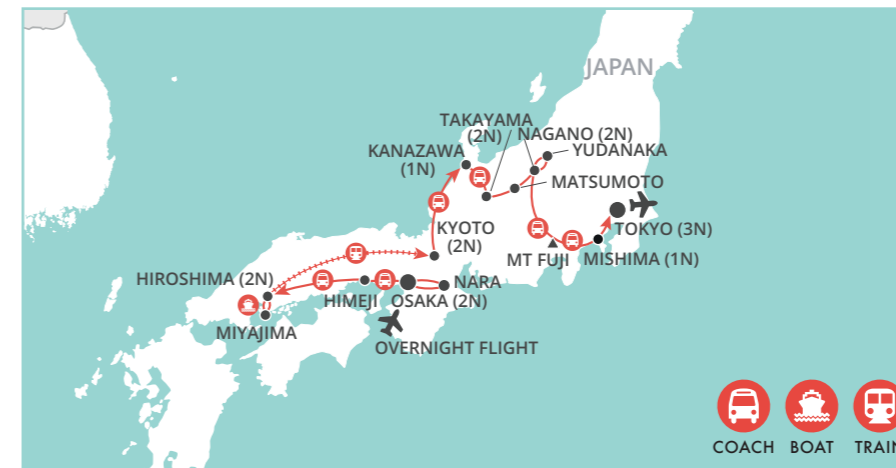 JAPAN
TAKAYAMA
(2N)
NAGANO (2N)
YUDANAKA
KANAZAWA
(1N)
MATSUMOTO
KYOTO
(2N)
TOKYO (3N)
MT FUJI
MISHIMA (1N)
HIROSHIMA (2N)
HIMEJI
OSAKA (2N)
NARA
MIYAJIMA
OVERNIGHT FLIGHT
COACH
BOAT
TRAIN